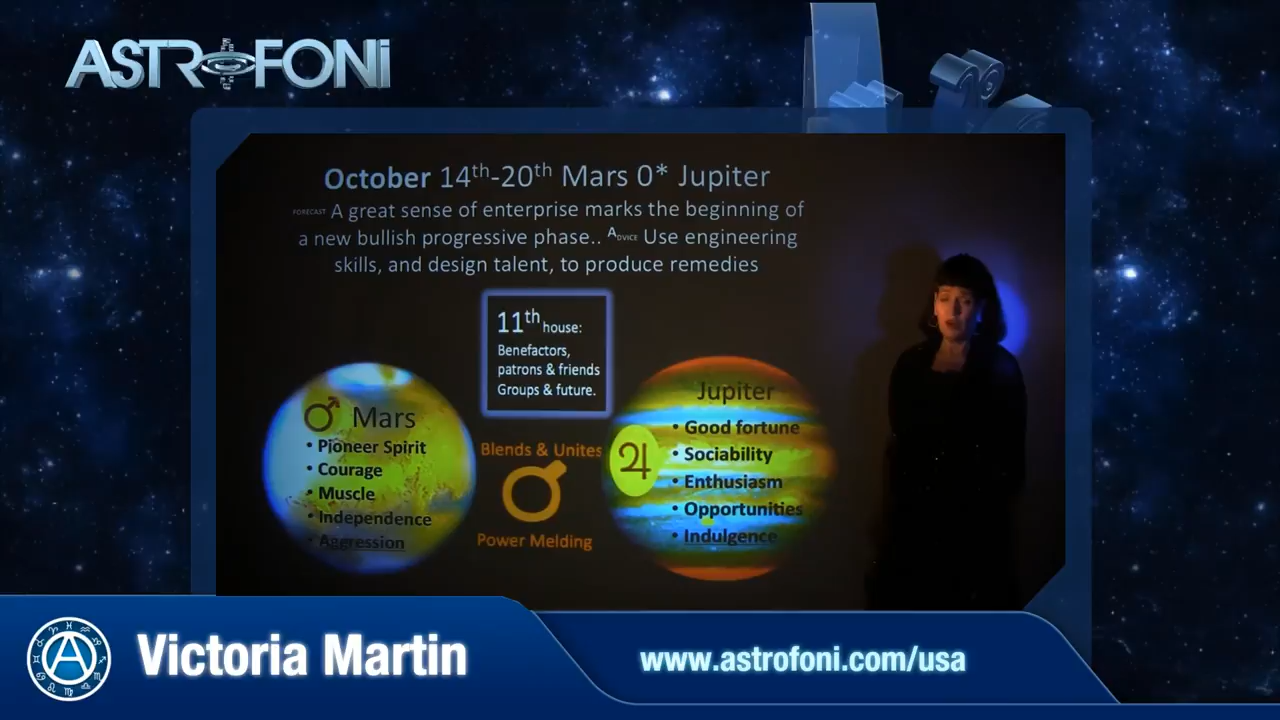 ASTROFONi
October 14th-20th Mars 0* Jupiter
FORECAST A great sense of enterprise marks the beginning of
a new bullish progressive phase.. ADVICE Use engineering
skills, and design talent, to produce remedies
11th house:
Benefactors,
patrons & friends
Groups & future.
♂ Mars
• Pioneer Spirit
• Courage
• Muscle
• Independence
• Aggression
Blends & Unites
Power Melding
Jupiter
♃
• Good fortune
• Sociability
• Enthusiasm
• Opportunities
• Indulgence
Victoria Martin
www.astrofoni.com/usa